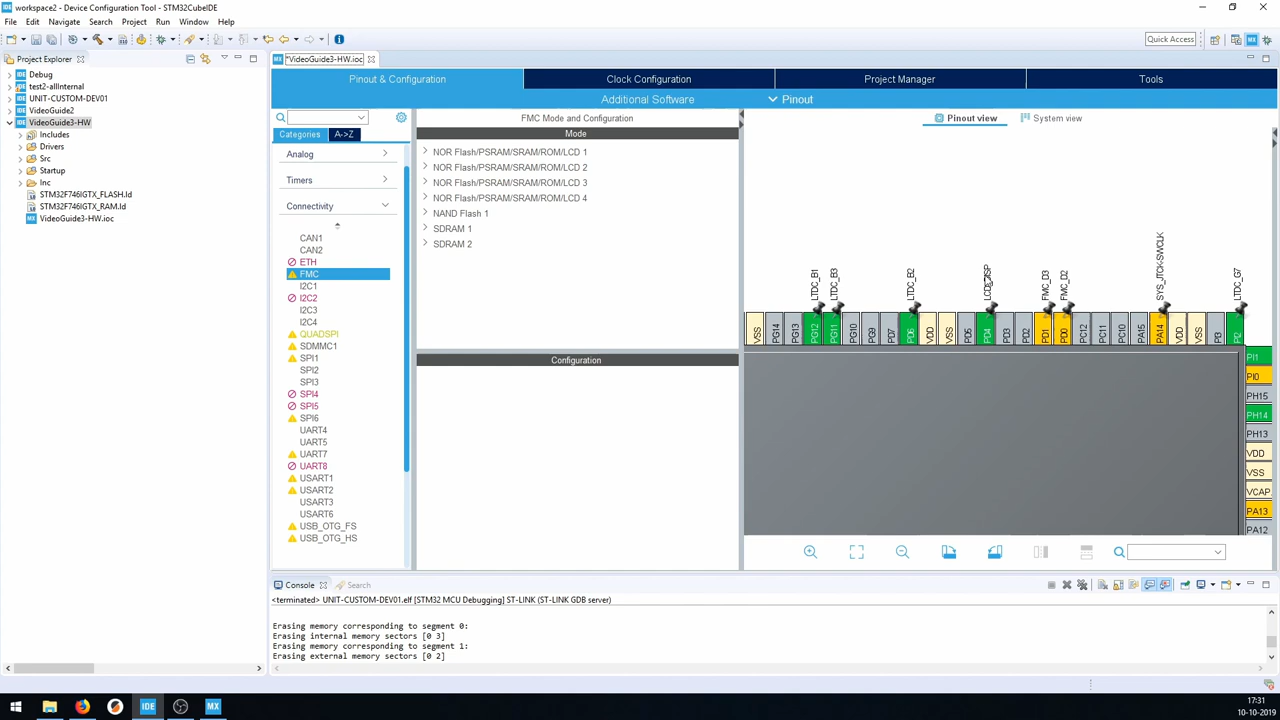 workspace2 - Device Configuration Tool - STM32CubeIDE
File Edit Navigate Search Project Run Window Help
Quick Access
Project Explorer
Debug
test2-allInternal
UNIT-CUSTOM-DEV01
VideoGuide2
VideoGuide3-HW
Includes
Drivers
Src
Startup
Inc
STM32F746IGTX_FLASH.ld
STM32F746IGTX_RAM.ld
VideoGuide3-HW.ioc
*VideoGuide3-HW.ioc
Pinout & Configuration Clock Configuration Project Manager Tools
Additional Software Pinout
Categories A->Z
Analog
Timers
Connectivity
CAN1
CAN2
ETH
FMC
I2C1
I2C2
I2C3
I2C4
QUADSPI
SDMMC1
SPI1
SPI2
SPI3
SPI4
SPI5
SPI6
UART4
UART5
UART7
UART8
USART1
USART2
USART3
USART6
USB_OTG_FS
USB_OTG_HS
FMC Mode and Configuration
Mode
NOR Flash/PSRAM/SRAM/ROM/LCD 1
NOR Flash/PSRAM/SRAM/ROM/LCD 2
NOR Flash/PSRAM/SRAM/ROM/LCD 3
NOR Flash/PSRAM/SRAM/ROM/LCD 4
NAND Flash 1
SDRAM 1
SDRAM 2
Configuration
Pinout view System view
LTDC_B1 LTDC_B3 LTDC_B2 FMC_D3 FMC_D2 SYS_JTCK-SWCLK LTDC_G7
VSS PG14 PG13 PG12 PG11 PG10 PG9 PD7 PD6 VDD VSS PD5 PD4 PD3 PD2 PD1 PD0 PC12 PC11 PC10 PA15 PA14 VDD VSS PI3 PI2
PI1
PI0
PH15
PH14
PH13
VDD
VSS
VCAP
PA13
PA12
Console Search
<terminated> UNIT-CUSTOM-DEV01.elf [STM32 MCU Debugging] ST-LINK (ST-LINK GDB server)
Erasing memory corresponding to segment 0:
Erasing internal memory sectors [0 3]
Erasing memory corresponding to segment 1:
Erasing external memory sectors [0 2]
IDE MX
17:31
10-10-2019